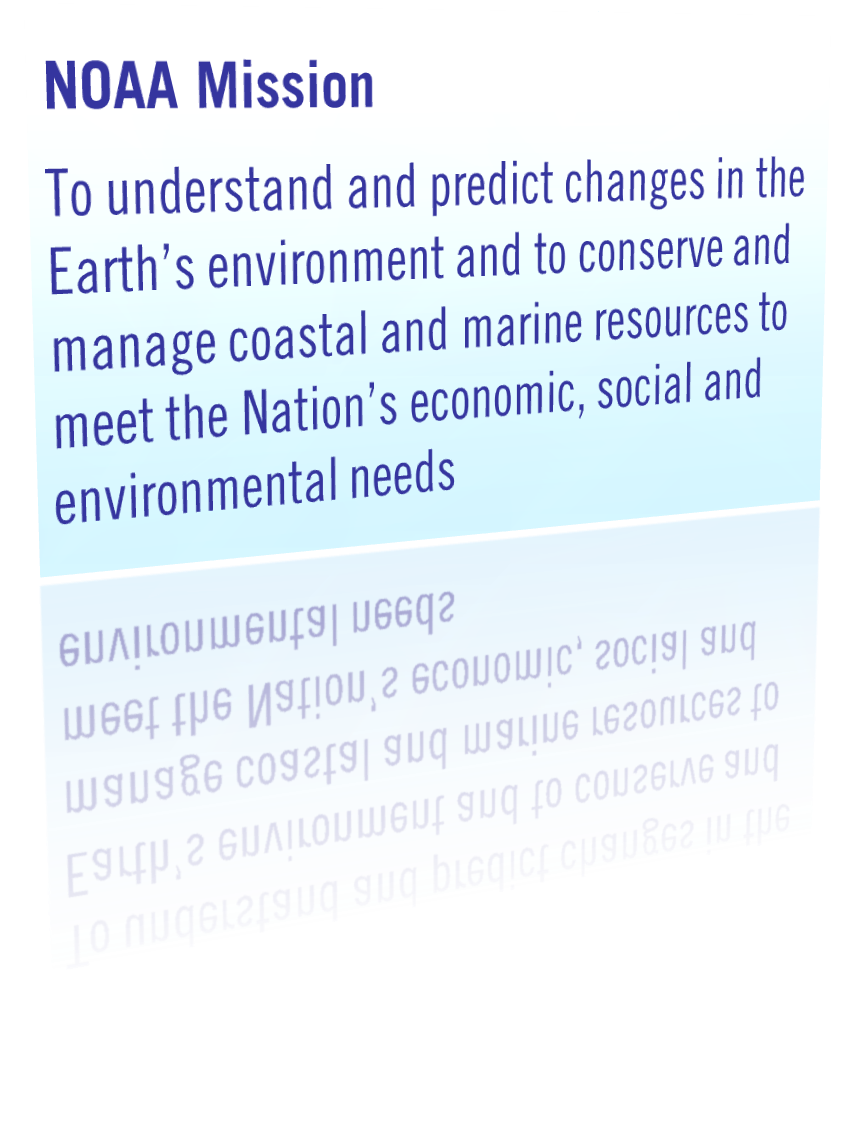 NOAA Mission
To understand and predict changes in the
Earth’s environment and to conserve and
manage coastal and marine resources to
meet the Nation’s economic, social and
environmental needs